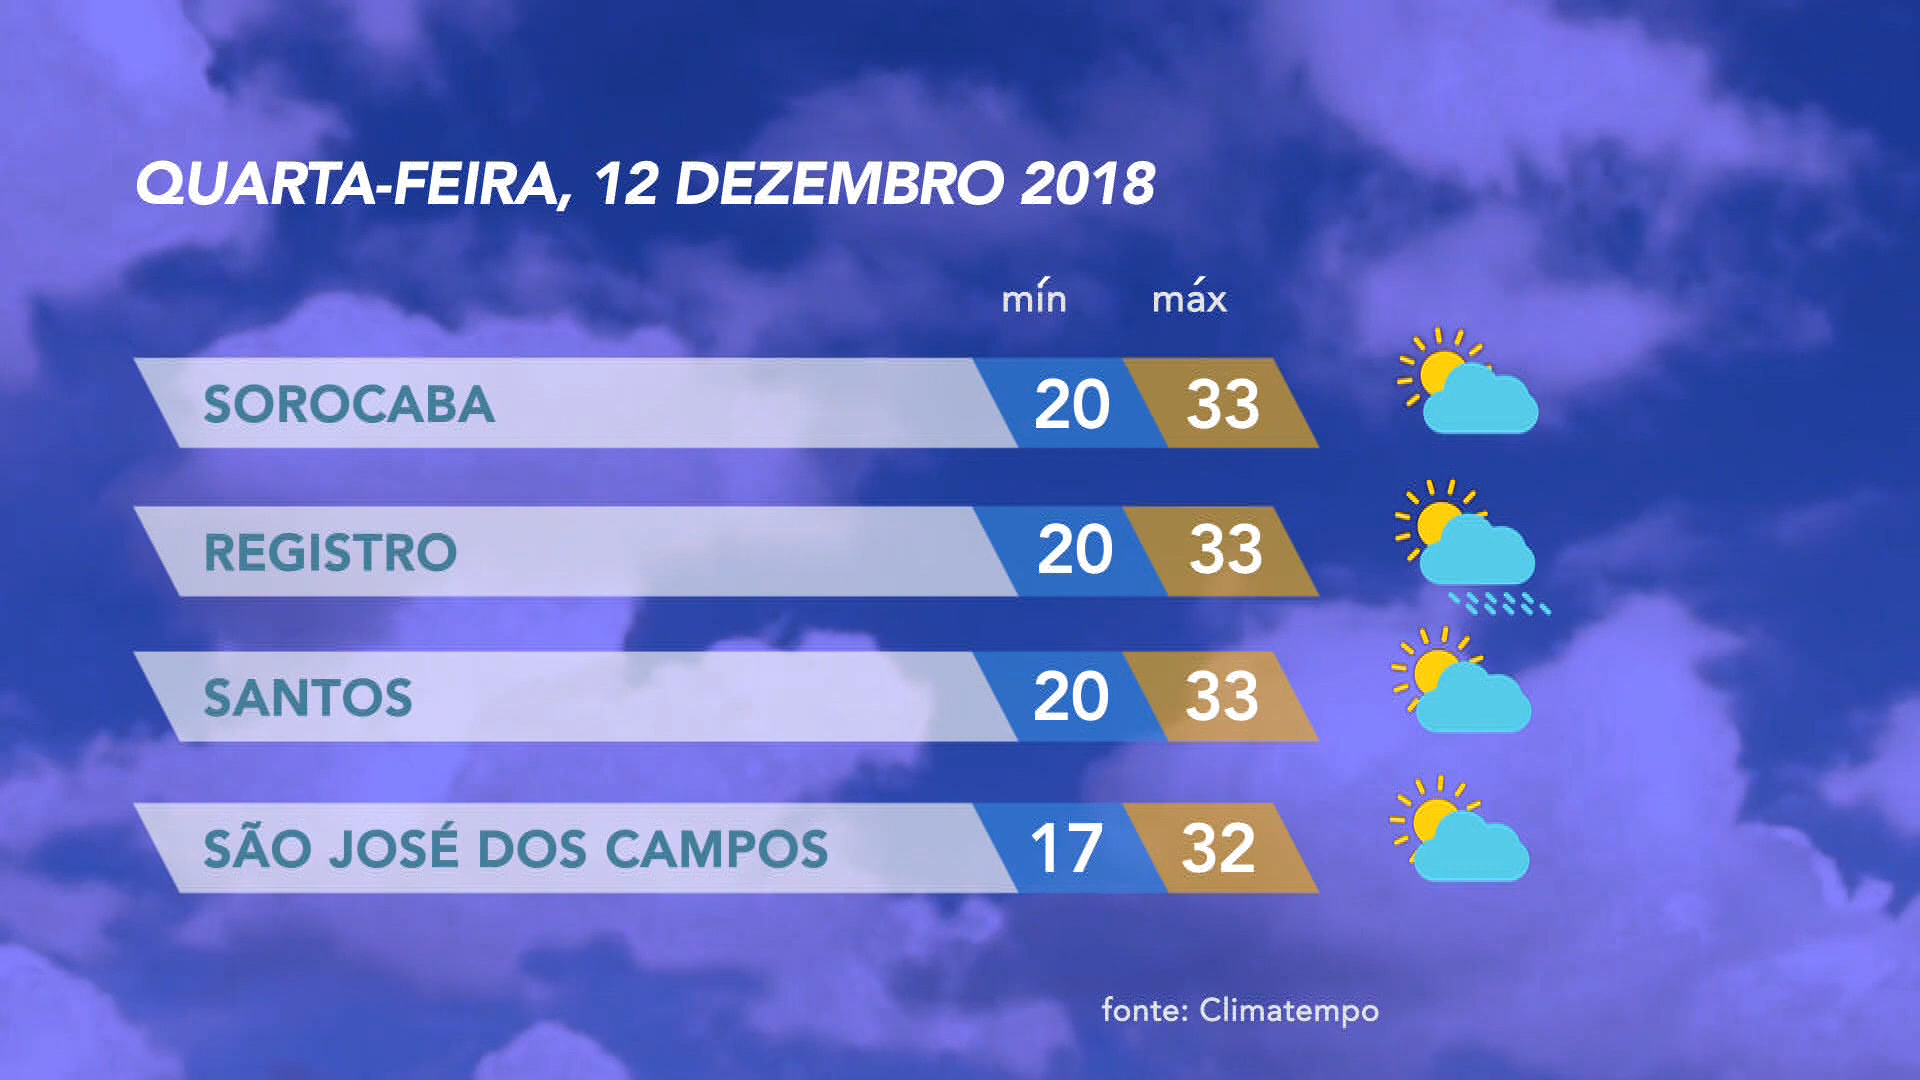 QUARTA-FEIRA, 12 DEZEMBRO 2018
mín máx
SOROCABA 20 33
REGISTRO 20 33
SANTOS 20 33
SÃO JOSÉ DOS CAMPOS 17 32
fonte: Climatempo